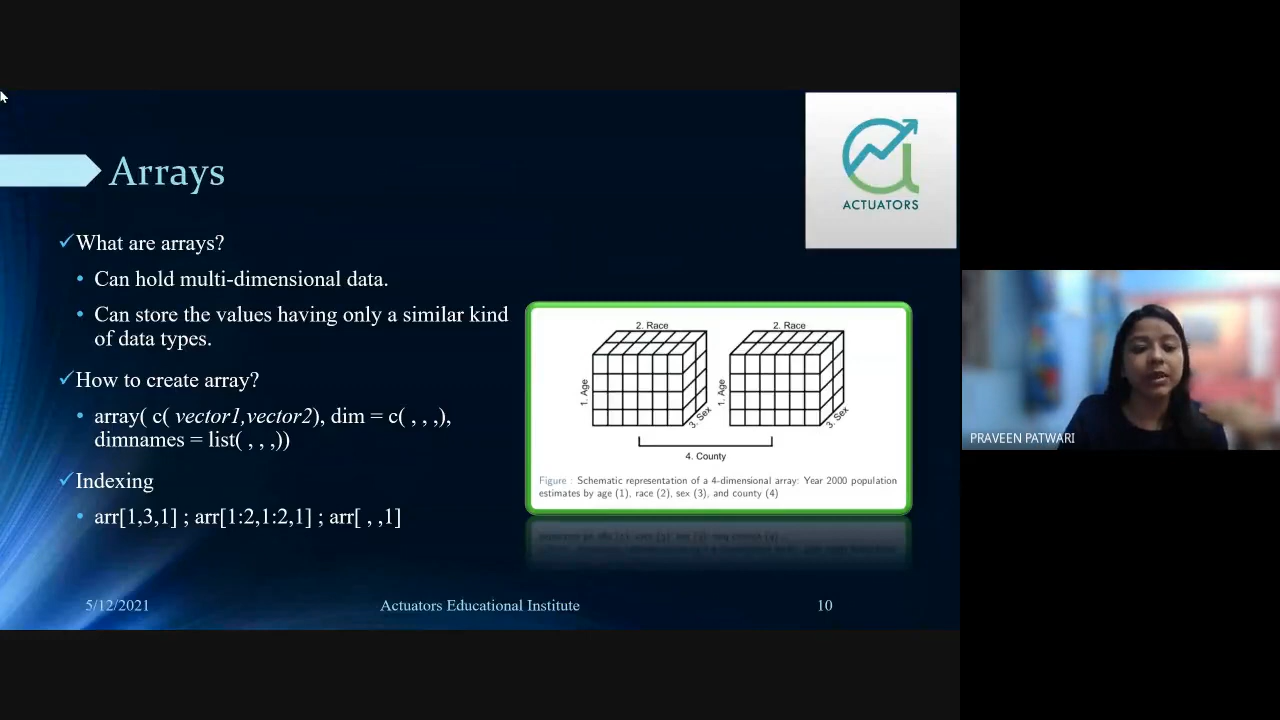 ACTUATORS
Arrays
✓What are arrays?
• Can hold multi-dimensional data.
• Can store the values having only a similar kind
of data types.
✓How to create array?
• array( c( vector1,vector2), dim = c( , , ,),
dimnames = list( , , ,))
✓Indexing
• arr[1,3,1] ; arr[1:2,1:2,1] ; arr[ , ,1]
2. Race
2. Race
1. Age
3. Sex
1. Age
3. Sex
4. County
Figure : Schematic representation of a 4-dimensional array: Year 2000 population
estimates by age (1), race (2), sex (3), and county (4)
PRAVEEN PATWARI
5/12/2021
Actuators Educational Institute
10